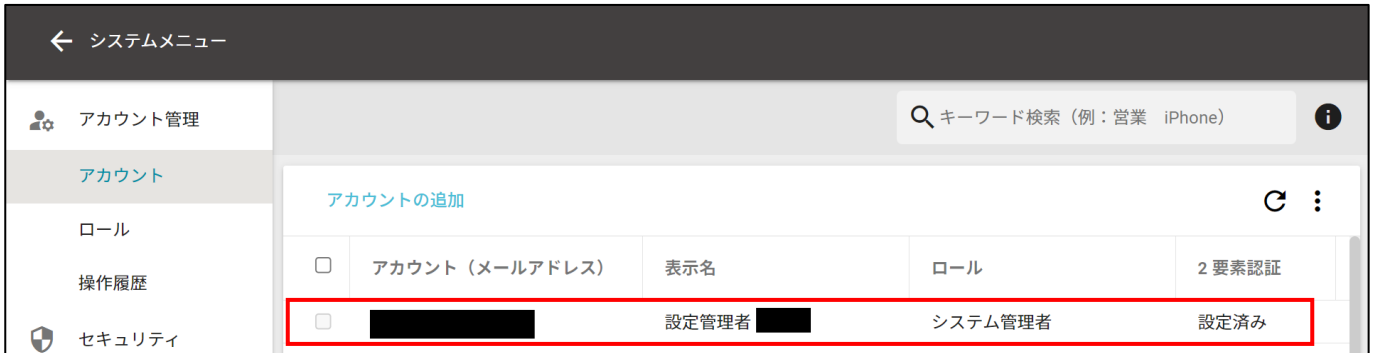 システムメニュー
アカウント管理
キーワード検索（例：営業　iPhone）
アカウント
アカウントの追加
ロール
アカウント（メールアドレス） 表示名 ロール 2 要素認証
操作履歴
設定管理者 システム管理者 設定済み
セキュリティ